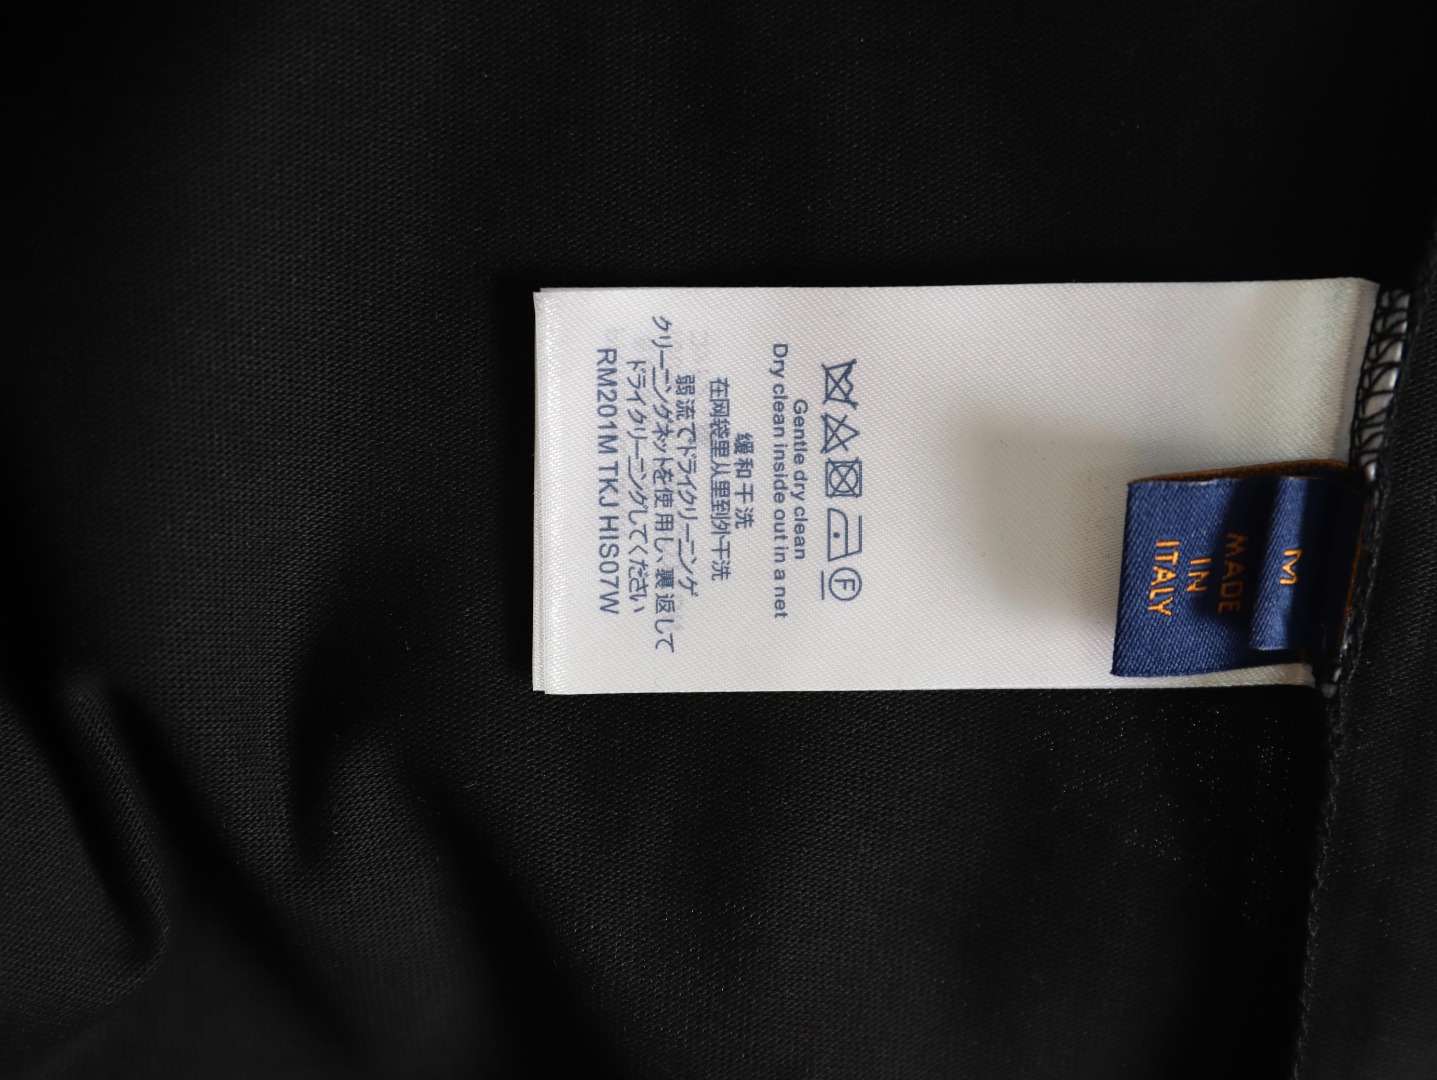 M
MADE
IN
ITALY
F
Gentle dry clean
Dry clean inside out in a net
缓和干洗
在网袋里从里到外干洗
弱流でドライクリーニング
クリーニングネットを使用し、裏返して
ドライクリーニングしてください
RM201M TKJ HIS07W